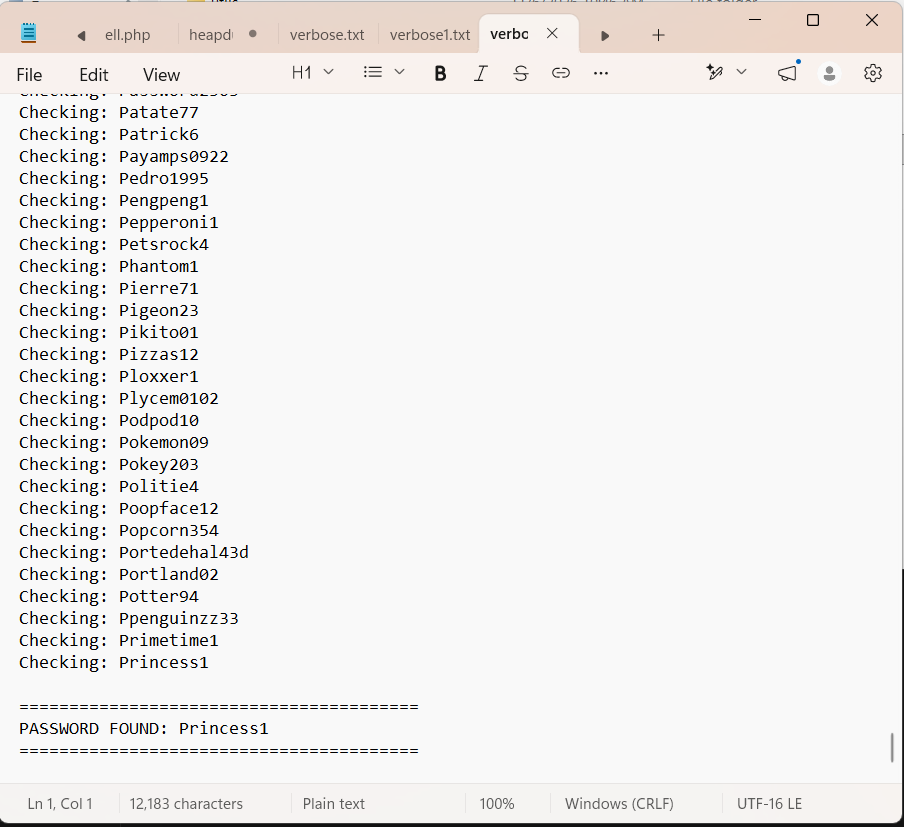 ell.php
heapdu
verbose.txt
verbose1.txt
verbo
File
Edit
View
H1
B
Checking: Password2305
Checking: Patate77
Checking: Patrick6
Checking: Payamps0922
Checking: Pedro1995
Checking: Pengpeng1
Checking: Pepperoni1
Checking: Petsrock4
Checking: Phantom1
Checking: Pierre71
Checking: Pigeon23
Checking: Pikito01
Checking: Pizzas12
Checking: Ploxxer1
Checking: Plycem0102
Checking: Podpod10
Checking: Pokemon09
Checking: Pokey203
Checking: Politie4
Checking: Poopface12
Checking: Popcorn354
Checking: Portedehal43d
Checking: Portland02
Checking: Potter94
Checking: Ppenguinzz33
Checking: Primetime1
Checking: Princess1
========================================
PASSWORD FOUND: Princess1
========================================
Ln 1, Col 1
12,183 characters
Plain text
100%
Windows (CRLF)
UTF-16 LE